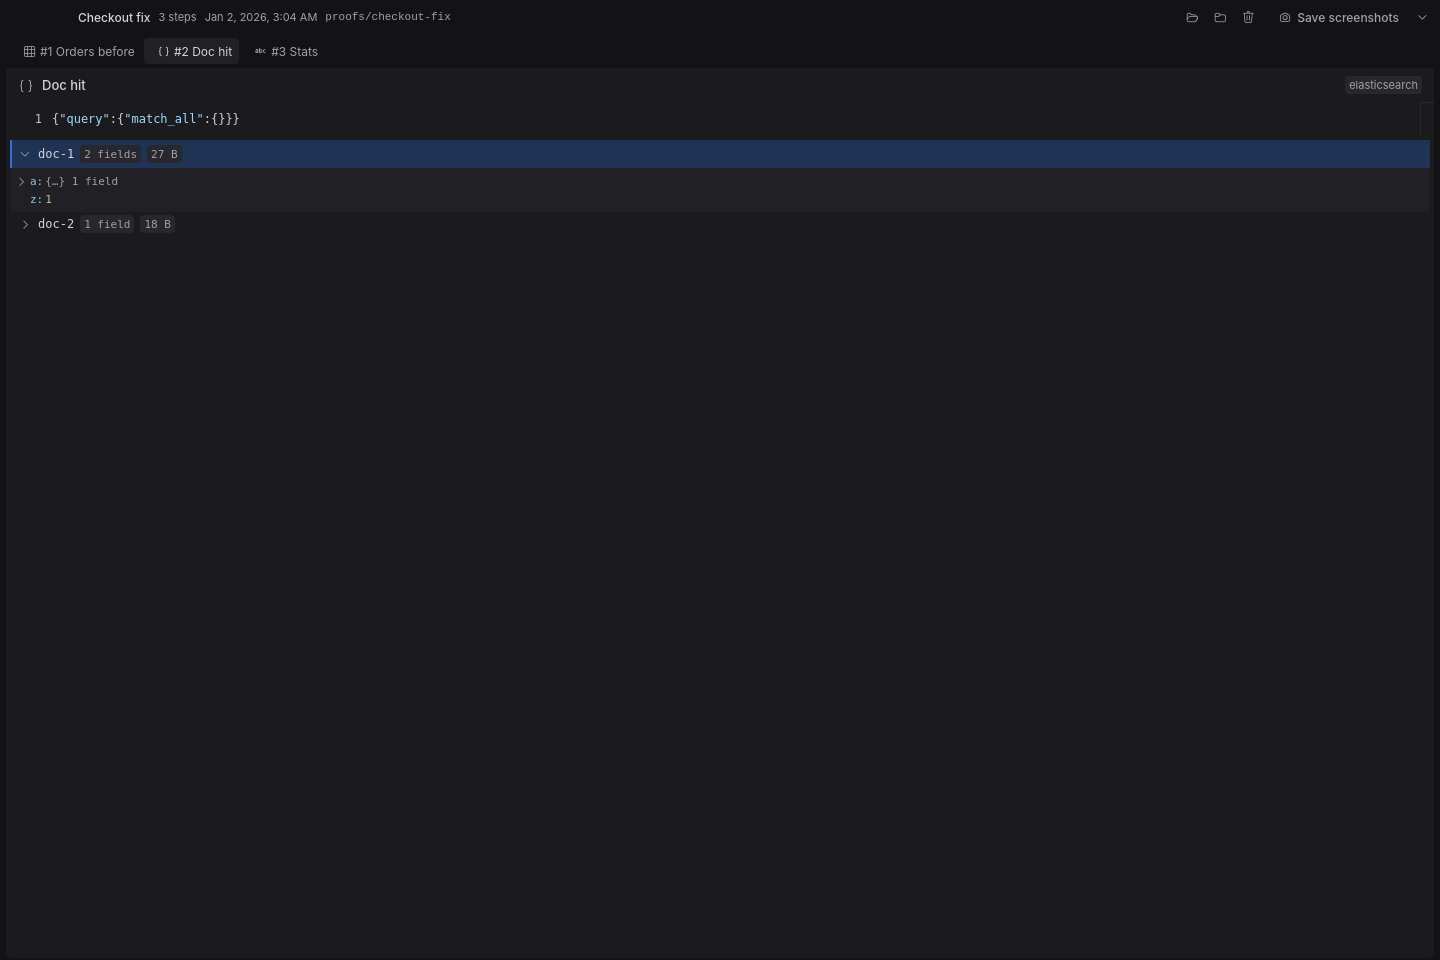 Checkout fix 3 steps Jan 2, 2026, 3:04 AM proofs/checkout-fix Save screenshots
#1 Orders before { } #2 Doc hit abc #3 Stats
{ } Doc hit elasticsearch
1 {"query":{"match_all":{}}}
doc-1 2 fields 27 B
a: {…} 1 field
z: 1
doc-2 1 field 18 B